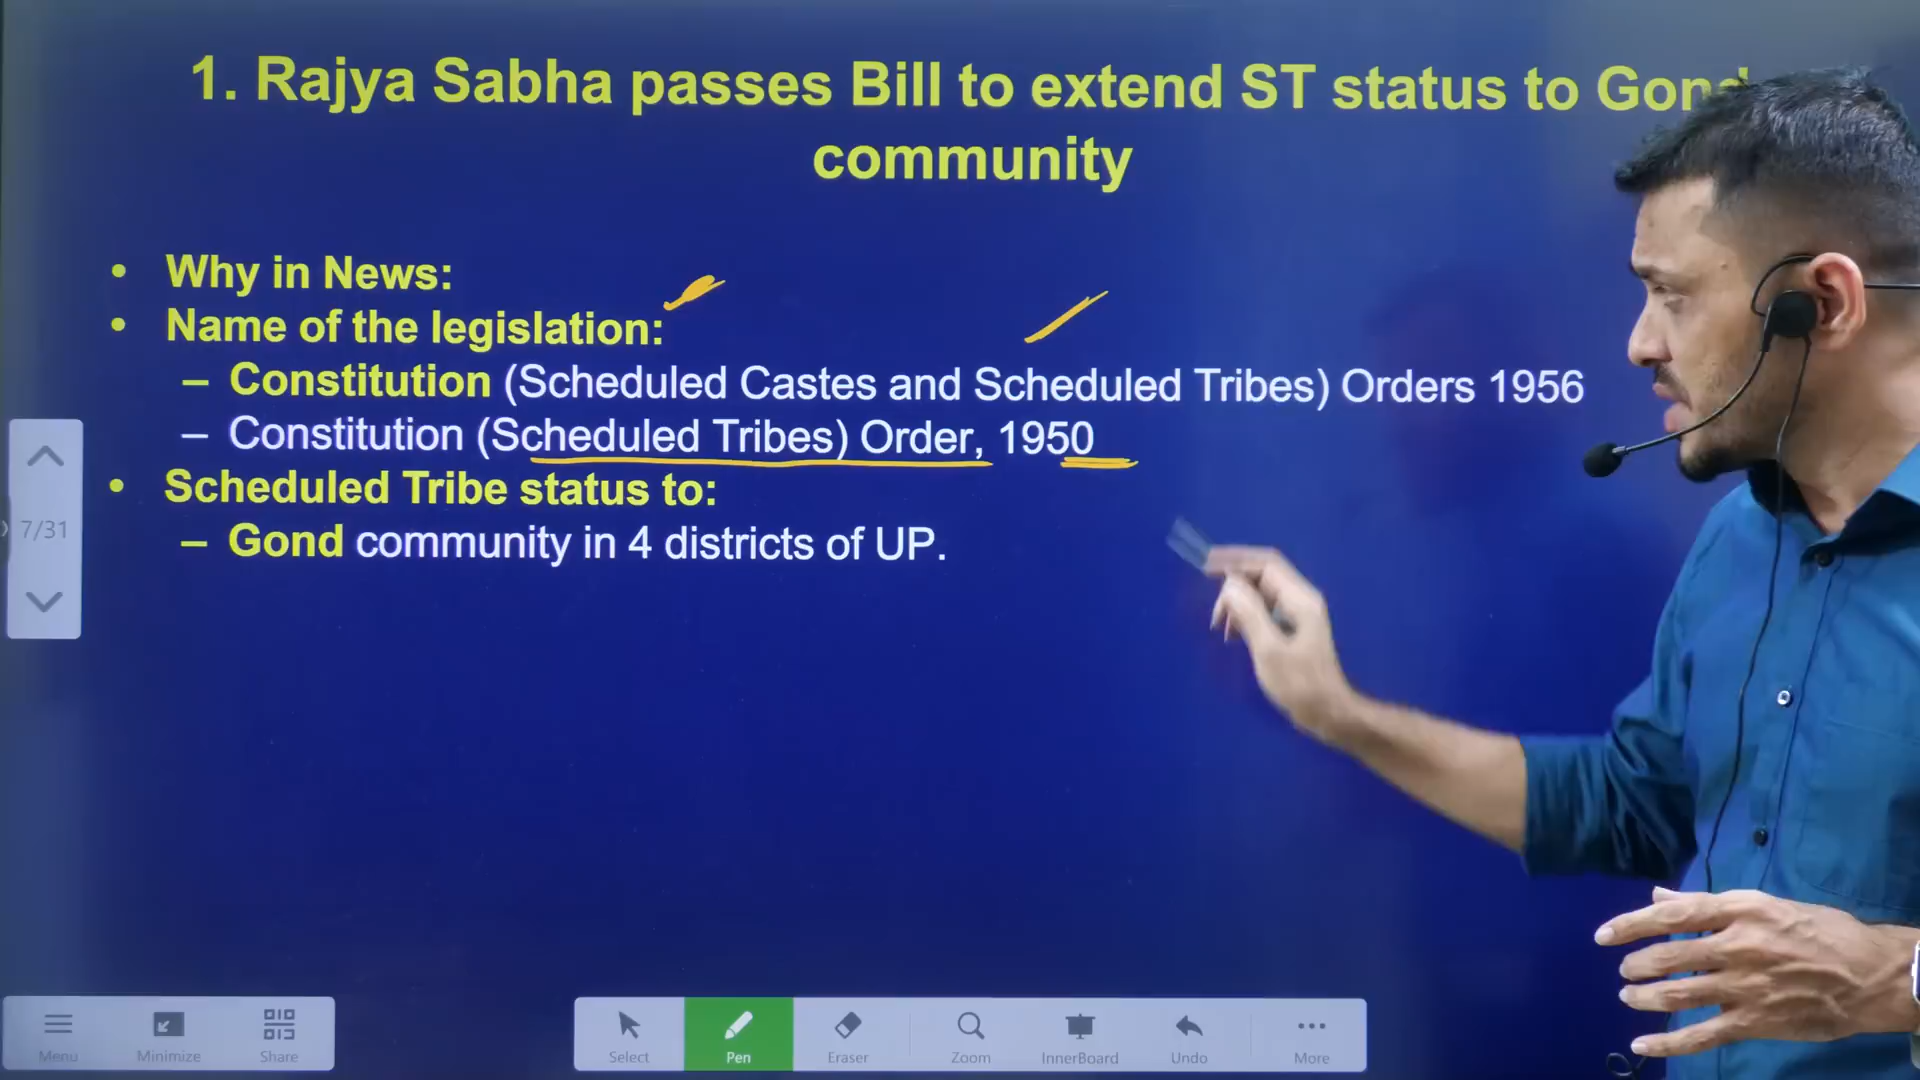 1. Rajya Sabha passes Bill to extend ST status to Gond
community
• Why in News:
• Name of the legislation:
– Constitution (Scheduled Castes and Scheduled Tribes) Orders 1956
– Constitution (Scheduled Tribes) Order, 1950
• Scheduled Tribe status to:
– Gond community in 4 districts of UP.
7/31
Menu Minimize Share Select Pen Eraser Zoom InnerBoard Undo More